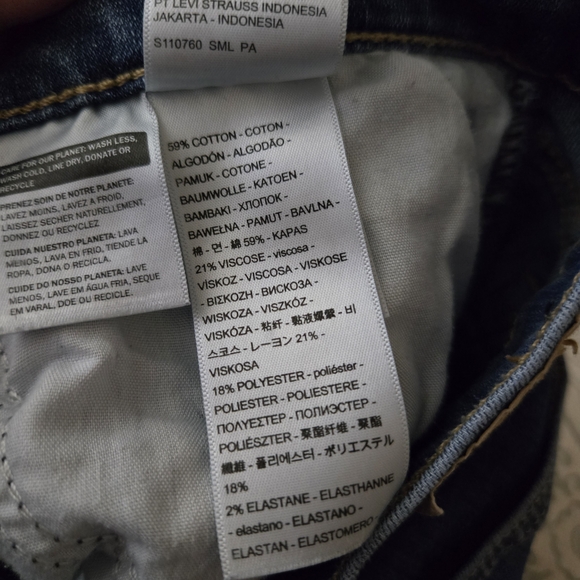 PT LEVI STRAUSS INDONESIA
JAKARTA - INDONESIA
S110760 SML PA
CARE FOR OUR PLANET: WASH LESS,
WASH COLD, LINE DRY, DONATE OR
RECYCLE
PRENEZ SOIN DE NOTRE PLANETE:
LAVEZ MOINS, LAVEZ A FROID,
LAISSEZ SECHER NATURELLEMENT,
DONNEZ OU RECYCLEZ
CUIDA NUESTRO PLANETA: LAVA
MENOS, LAVA EN FRIO, TIENDE LA
ROPA, DONA O RECICLA.
CUIDE DO NOSSO PLANETA: LAVE
MENOS, LAVE EM ÁGUA FRIA, SEQUE
EM VARAL, DOE OU RECICLE.
59% COTTON - COTON -
ALGODÓN - ALGODÃO -
PAMUK - COTONE -
BAUMWOLLE - KATOEN -
ΒΑΜΒΑΚΙ - ХЛОПОК -
BAWEŁNA - PAMUT - BAVLNA -
棉 - 면 - 綿 59% - KAPAS
21% VISCOSE - viscosa -
VİSKOZ - VISCOSA - VISKOSE
- ΒΙΣΚΟΖΗ - ВИСКОЗА -
WISKOZA - VISZKÓZ -
VISKÓZA - 粘纤 - 黏液嫘縈 - 비
스코스 - レーヨン 21% -
VISKOSA
18% POLYESTER - poliéster -
POLIESTER - POLIESTERE -
ΠΟΛΥΕΣΤΕΡ - ПОЛИЭСТЕР -
POLIÉSZTER - 聚酯纤维 - 聚酯
纖維 - 폴리에스터 - ポリエステル
18%
2% ELASTANE - ELASTHANNE
- elastano - ELASTANO -
ELASTAN - ELASTOMERO -